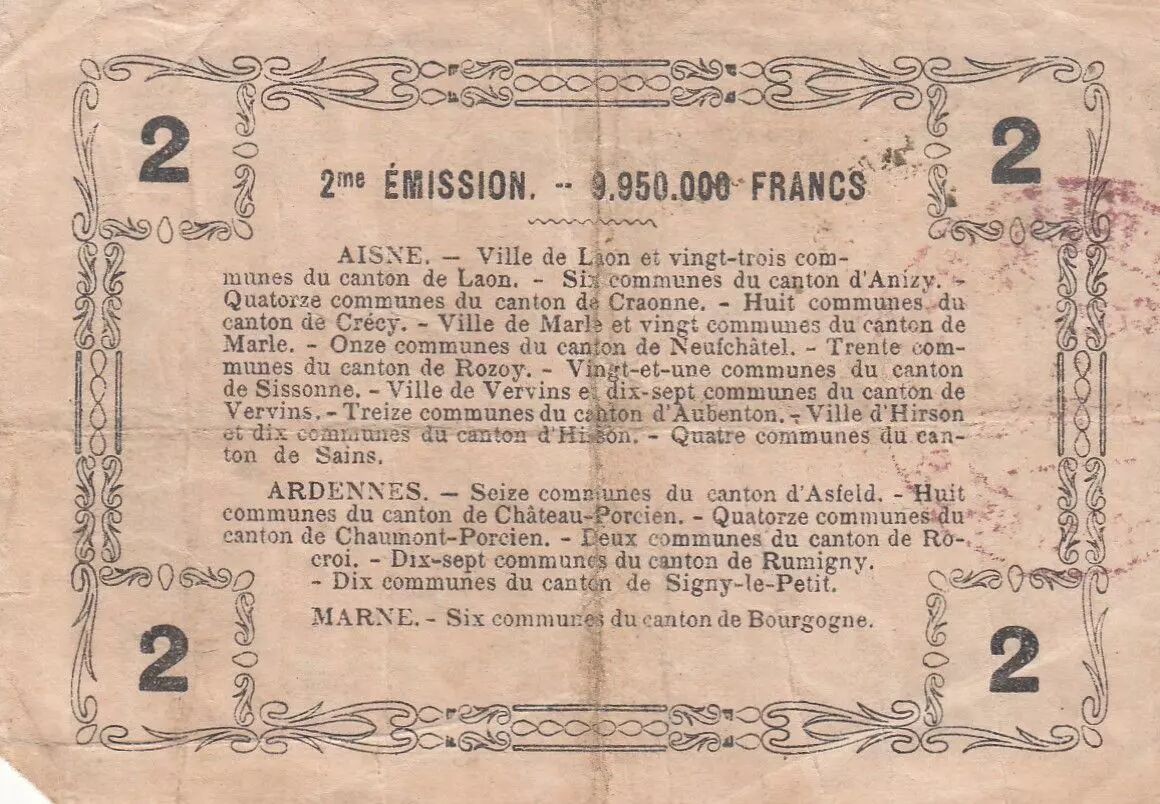 2 2
2me ÉMISSION. -- 9.950.000 FRANCS
AISNE. — Ville de Laon et vingt-trois com-
munes du canton de Laon. - Six communes du canton d'Anizy. -
Quatorze communes du canton de Craonne. - Huit communes du
canton de Crécy. - Ville de Marle et vingt communes du canton de
Marle. - Onze communes du canton de Neufchâtel. - Trente com-
munes du canton de Rozoy. - Vingt-et-une communes du canton
de Sissonne. - Ville de Vervins et dix-sept communes du canton de
Vervins. - Treize communes du canton d'Aubenton. - Ville d'Hirson
et dix communes du canton d'Hirson. - Quatre communes du can-
ton de Sains.
ARDENNES. — Seize communes du canton d'Asfeld. - Huit
communes du canton de Château-Porcien. - Quatorze communes du
canton de Chaumont-Porcien. - Deux communes du canton de Ro-
croi. - Dix-sept communes du canton de Rumigny.
- Dix communes du canton de Signy-le-Petit.
MARNE. - Six communes du canton de Bourgogne.
2 2